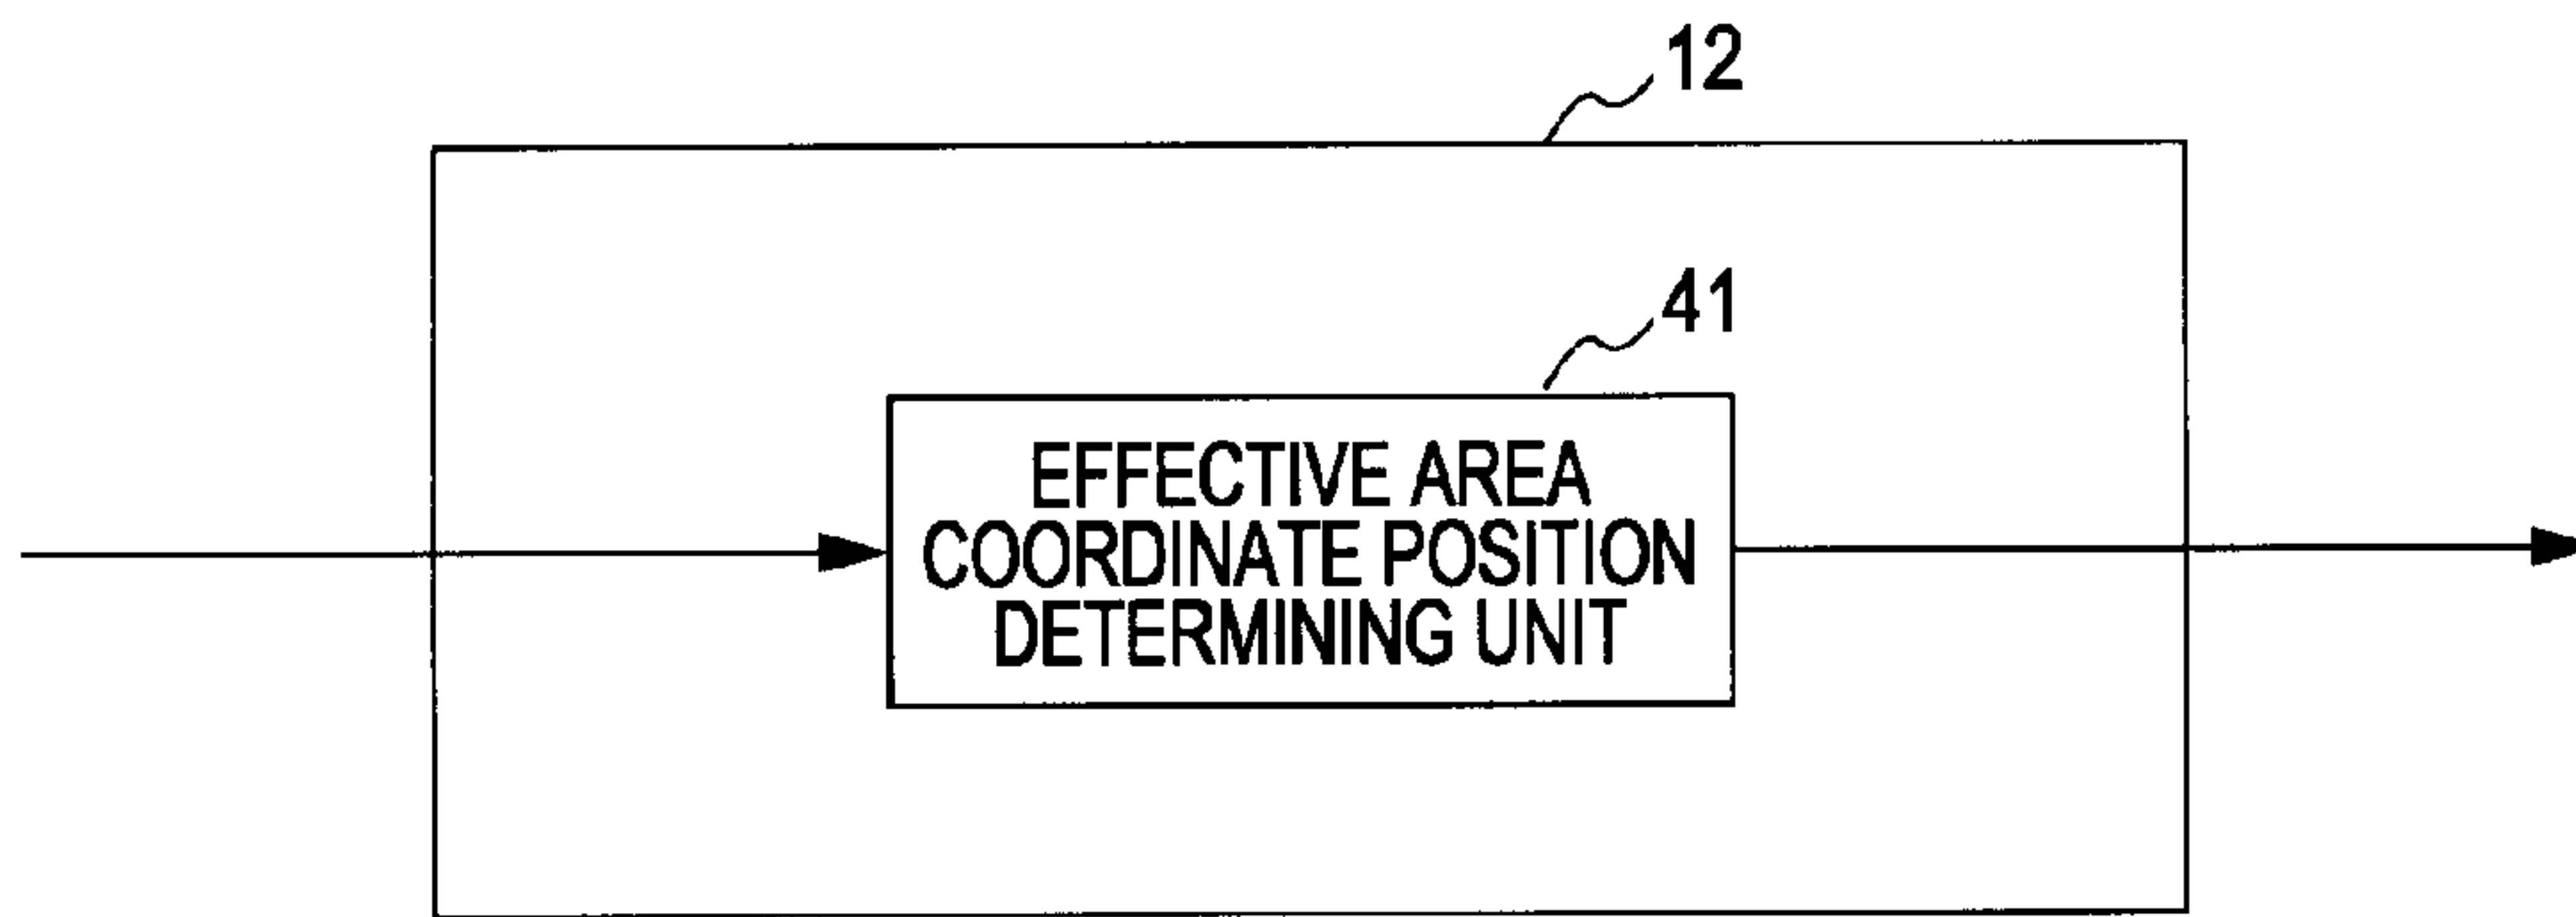 12
41
EFFECTIVE AREA
COORDINATE POSITION
DETERMINING UNIT